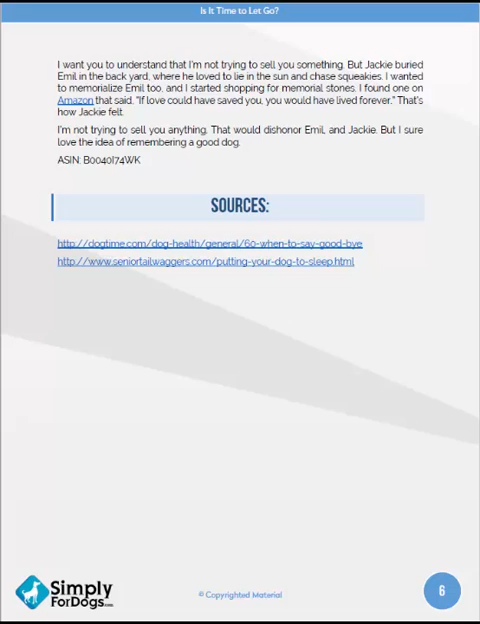 Is It Time to Let Go?
I want you to understand that I'm not trying to sell you something. But Jackie buried
Emil in the back yard, where he loved to lie in the sun and chase squeakies. I wanted
to memorialize Emil too, and I started shopping for memorial stones. I found one on
Amazon that said, "If love could have saved you, you would have lived forever." That's
how Jackie felt.
I'm not trying to sell you anything. That would dishonor Emil, and Jackie. But I sure
love the idea of remembering a good dog.
ASIN: B0040I74WK
SOURCES:
http://dogtime.com/dog-health/general/60-when-to-say-good-bye
http://www.seniortailwaggers.com/putting-your-dog-to-sleep.html
Simply
FORDOGS.com
© Copyrighted Material
6